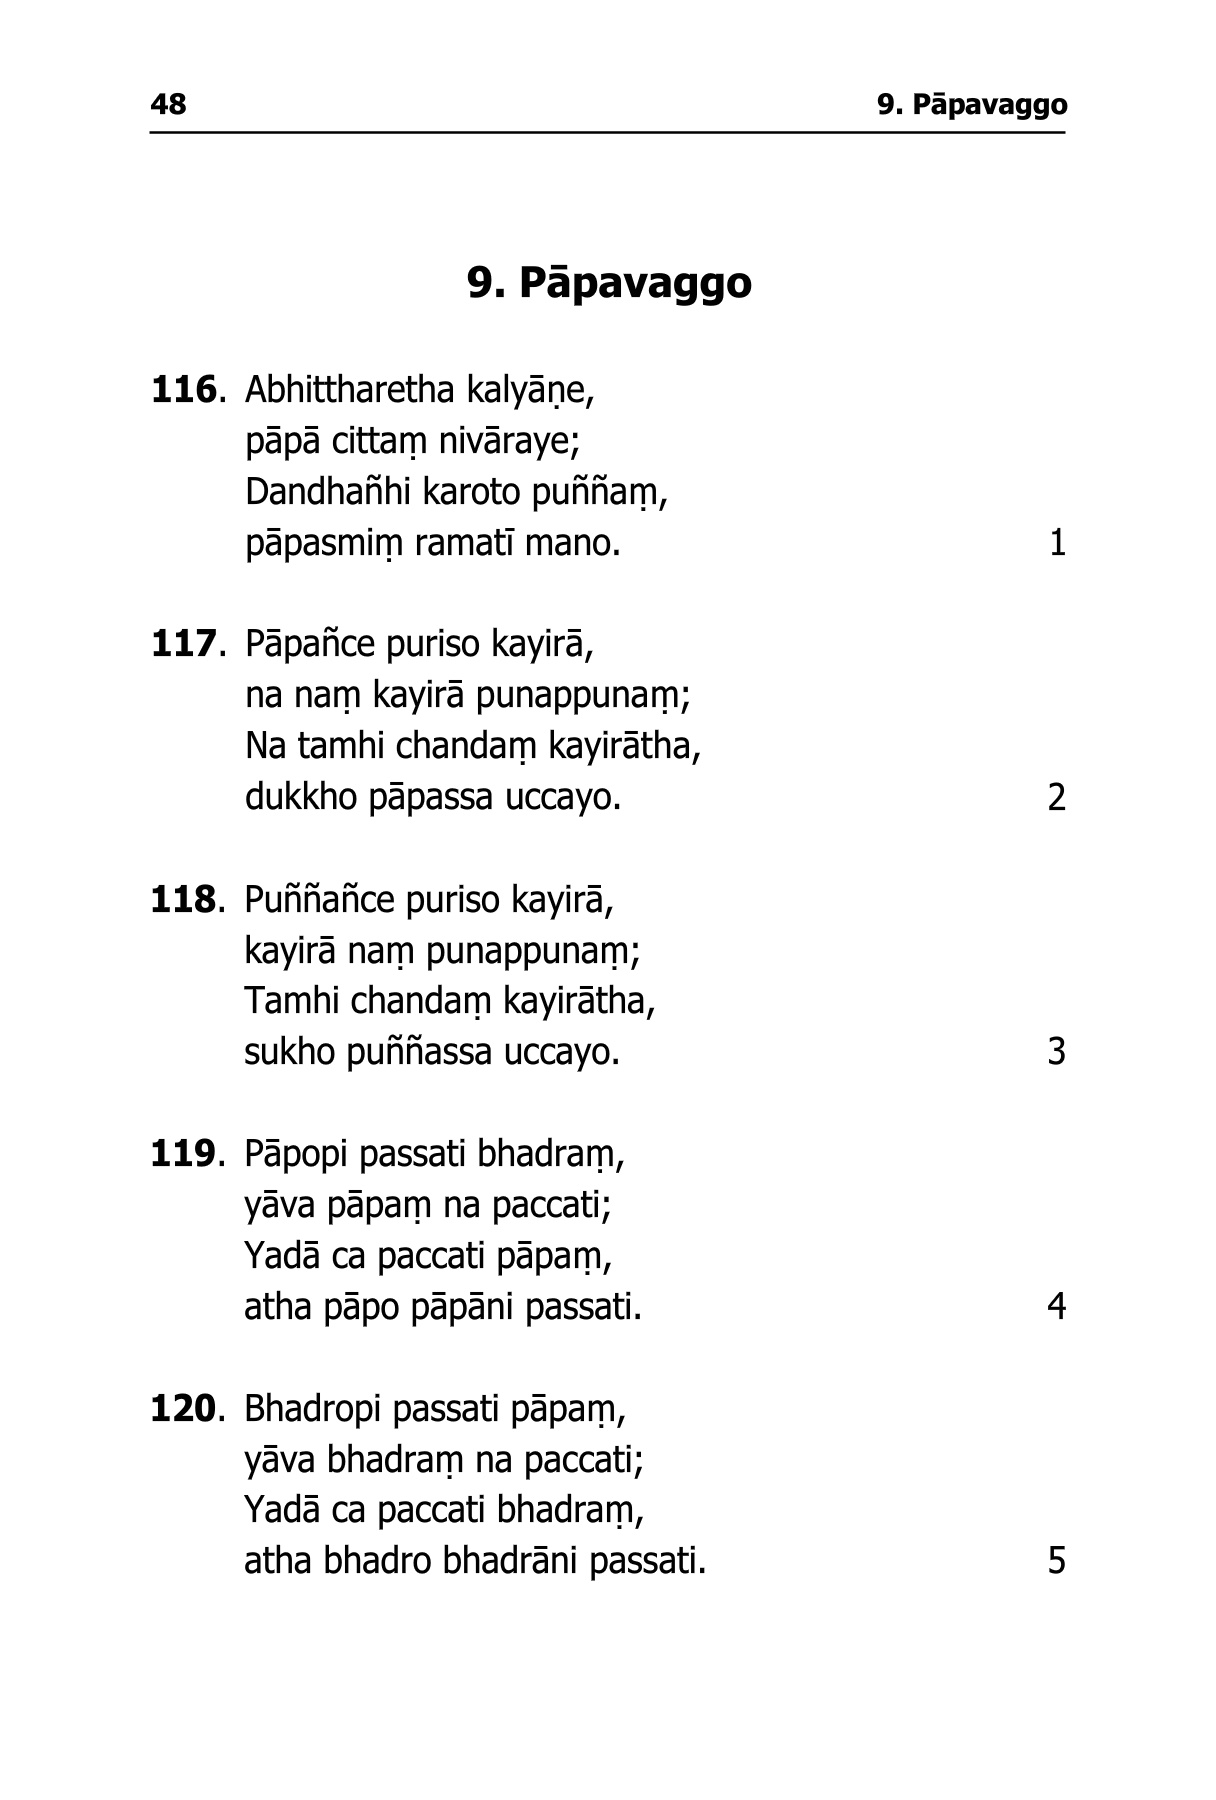 48 9. Pāpavaggo
9. Pāpavaggo
116. Abhittharetha kalyāṇe,
pāpā cittaṃ nivāraye;
Dandhañhi karoto puññaṃ,
pāpasmiṃ ramatī mano. 1
117. Pāpañce puriso kayirā,
na naṃ kayirā punappunaṃ;
Na tamhi chandaṃ kayirātha,
dukkho pāpassa uccayo. 2
118. Puññañce puriso kayirā,
kayirā naṃ punappunaṃ;
Tamhi chandaṃ kayirātha,
sukho puññassa uccayo. 3
119. Pāpopi passati bhadraṃ,
yāva pāpaṃ na paccati;
Yadā ca paccati pāpaṃ,
atha pāpo pāpāni passati. 4
120. Bhadropi passati pāpaṃ,
yāva bhadraṃ na paccati;
Yadā ca paccati bhadraṃ,
atha bhadro bhadrāni passati. 5